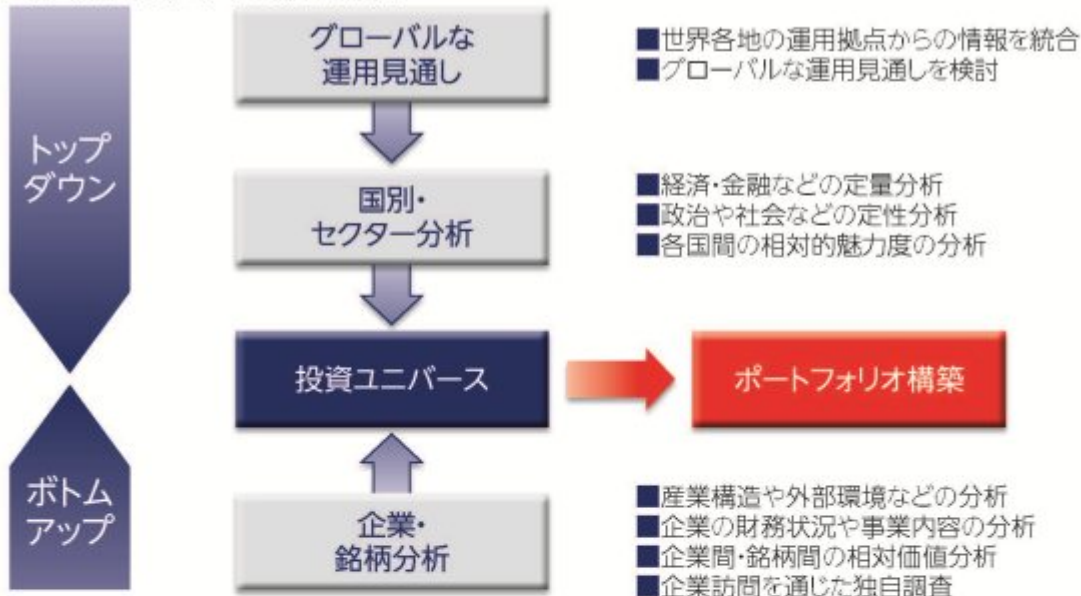 トップ
ダウン
グローバルな
運用見通し
■世界各地の運用拠点からの情報を統合
■グローバルな運用見通しを検討
国別・
セクター分析
■経済・金融などの定量分析
■政治や社会などの定性分析
■各国間の相対的魅力度の分析
投資ユニバース
ポートフォリオ構築
ボトム
アップ
企業・
銘柄分析
■産業構造や外部環境などの分析
■企業の財務状況や事業内容の分析
■企業間・銘柄間の相対価値分析
■企業訪問を通じた独自調査